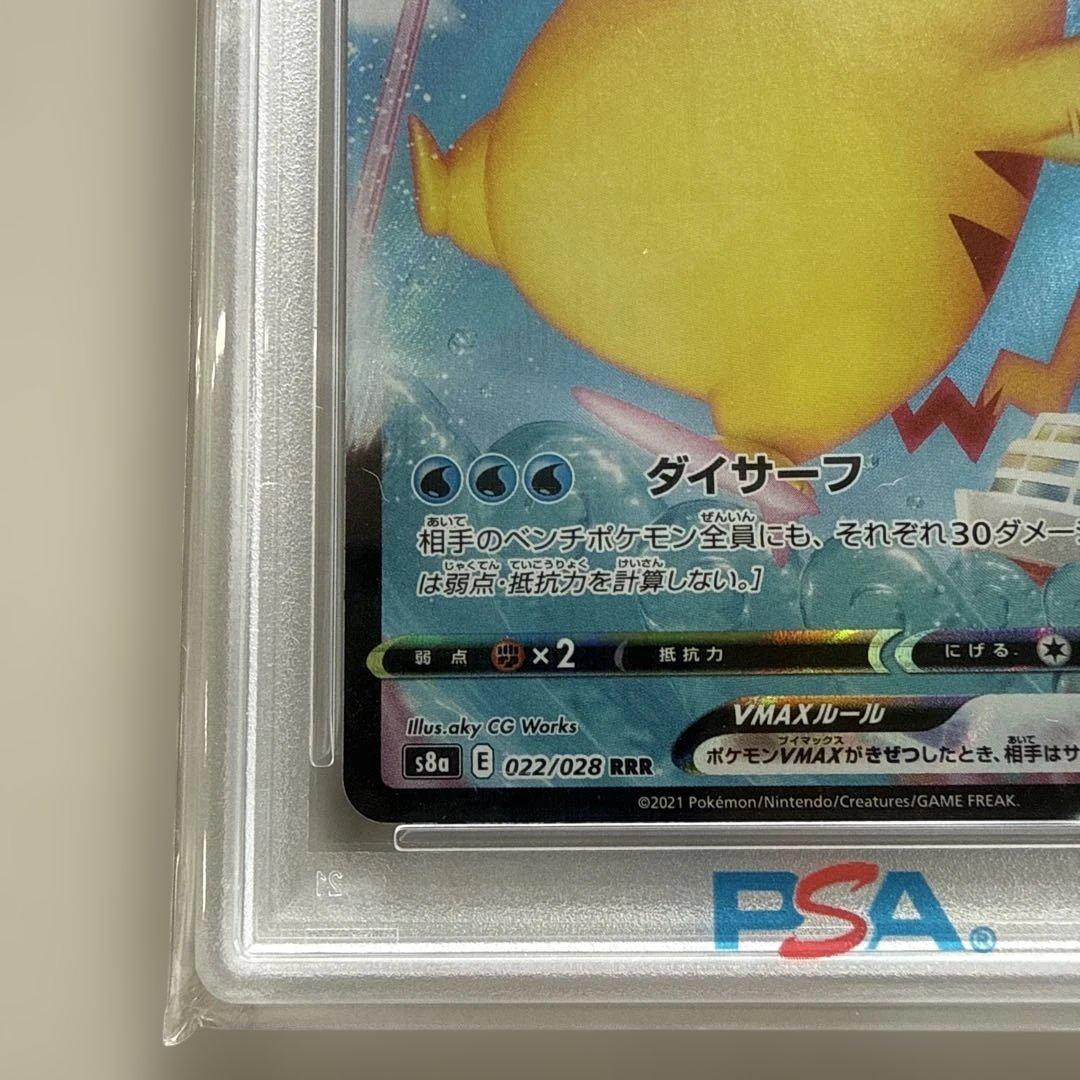 ダイサーフ
あいて ぜんいん
相手のベンチポケモン全員にも、それぞれ30ダメー
じゃくてん ていこうりょく けいさん
は弱点・抵抗力を計算しない。]
弱点 ×2 抵抗力 にげる
Illus.aky CG Works
VMAXルール
ブイマックス あいて
s8a E 022/028 RRR ポケモンVMAXがきぜつしたとき、相手はサ
©2021 Pokémon/Nintendo/Creatures/GAME FREAK.
21
PSA®